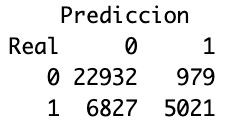 Prediccion
Real 0 1
0 22932 979
1 6827 5021